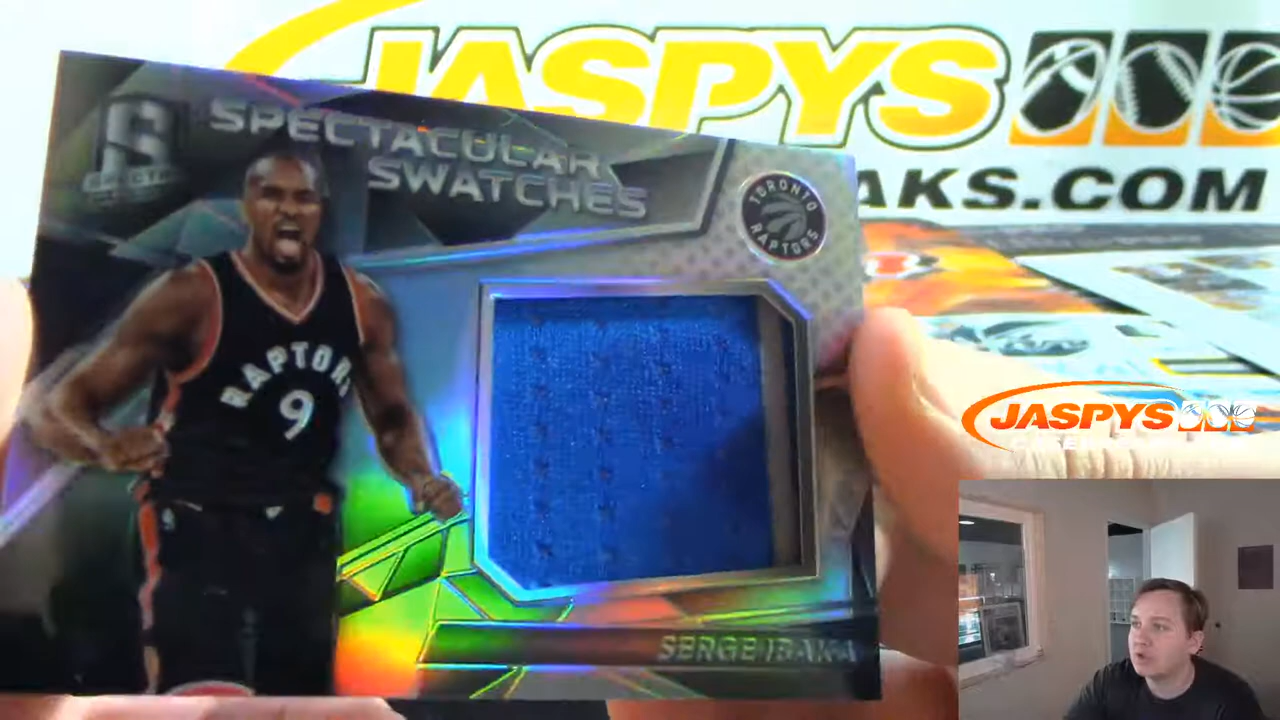 JASPYS
AKS.COM
SPECTACULAR
SWATCHES
TORONTO
RAPTORS
S
RAPTORS
9
SERGE IBAKA
JASPYS